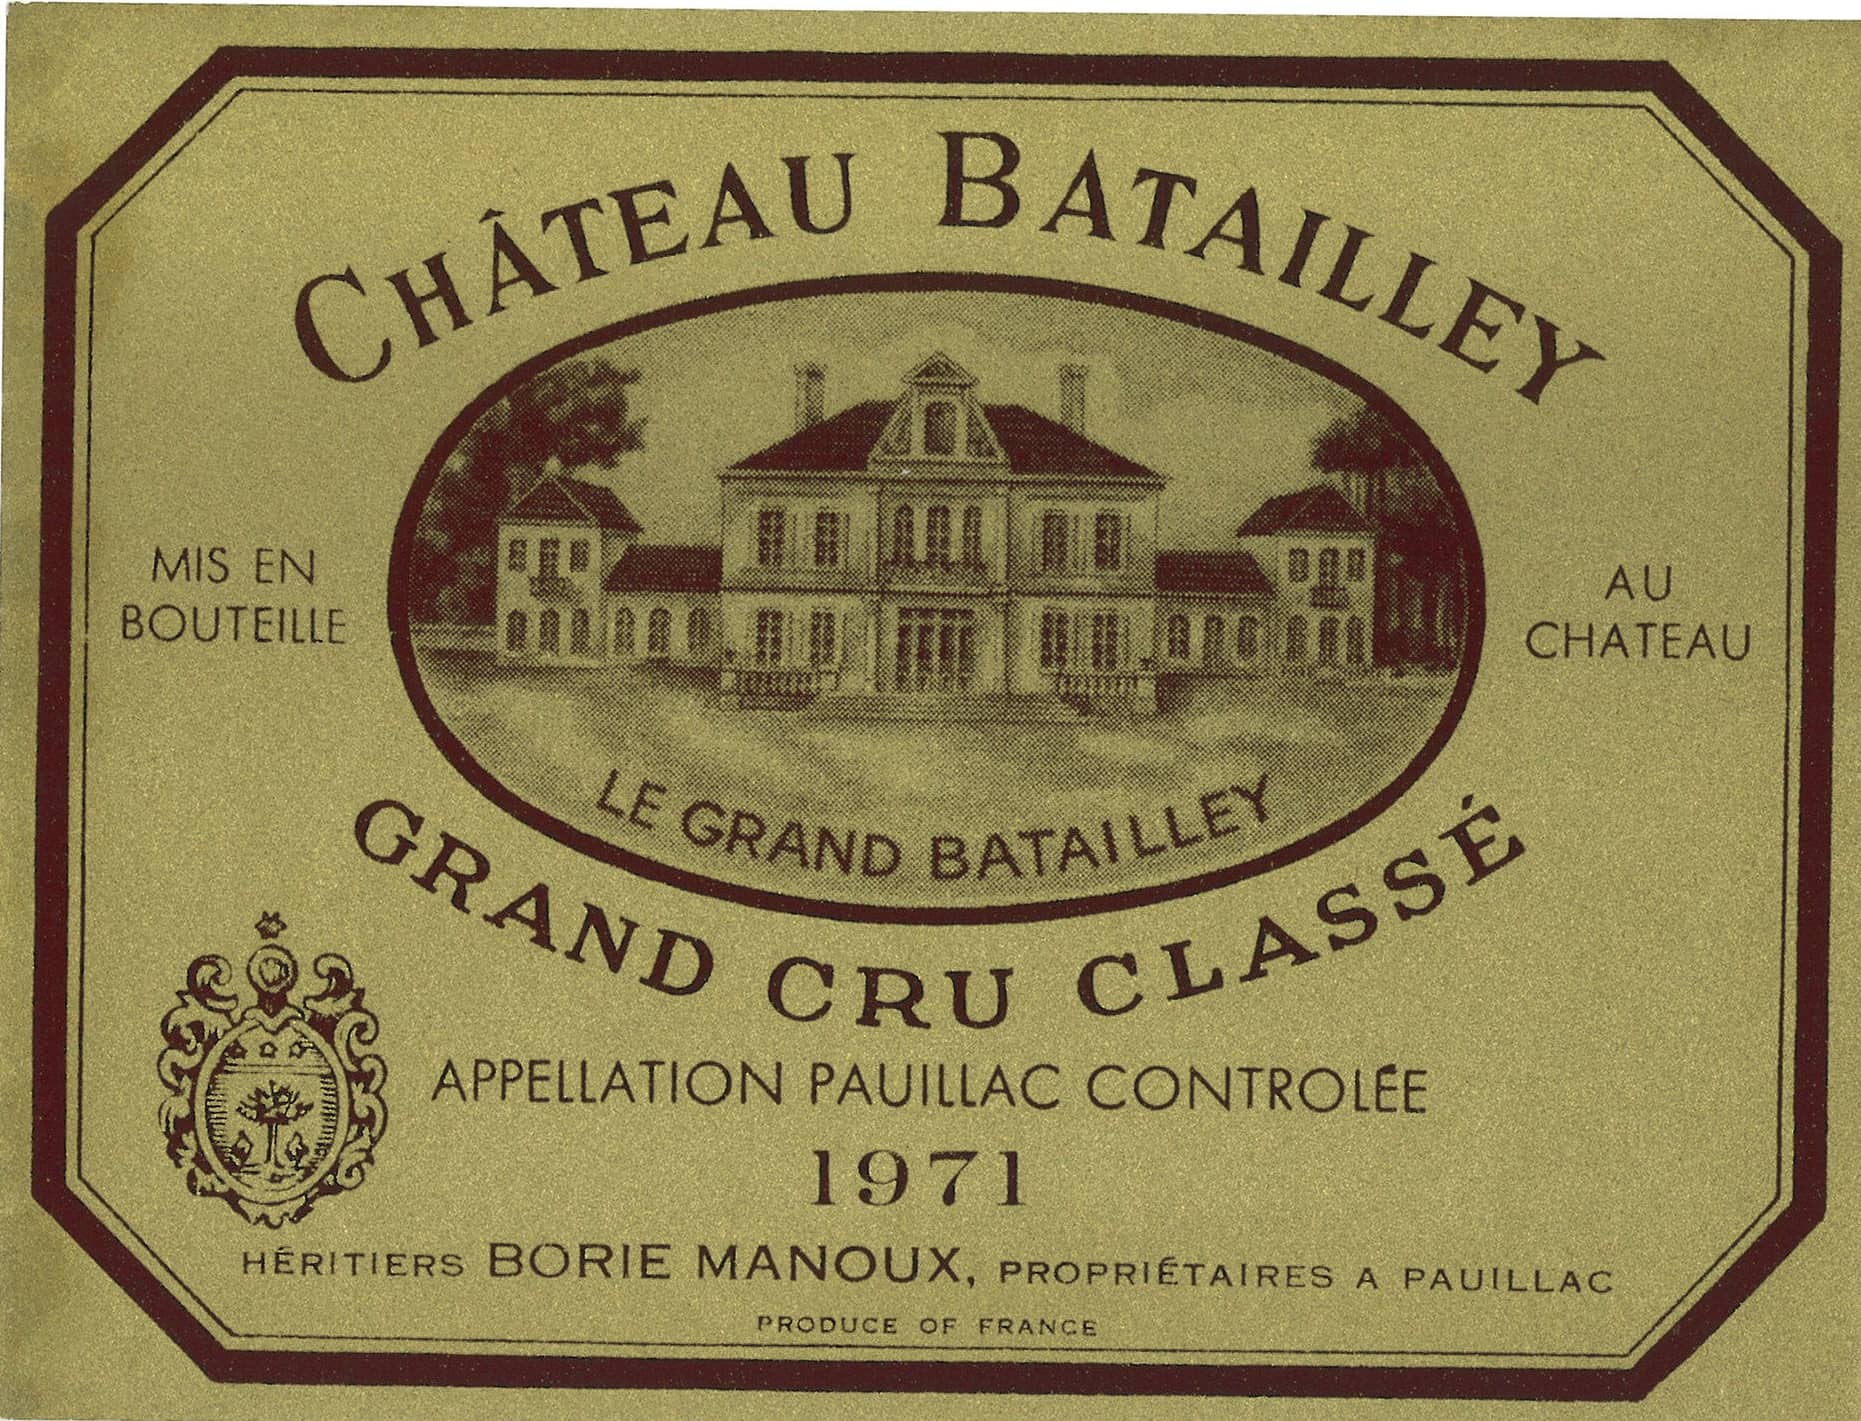 CHÂTEAU BATAILLEY
MIS EN
BOUTEILLE
AU
CHATEAU
LE GRAND BATAILLEY
GRAND CRU CLASSÉ
APPELLATION PAUILLAC CONTROLÉE
1971
HÉRITIERS BORIE MANOUX, PROPRIÉTAIRES A PAUILLAC
PRODUCE OF FRANCE